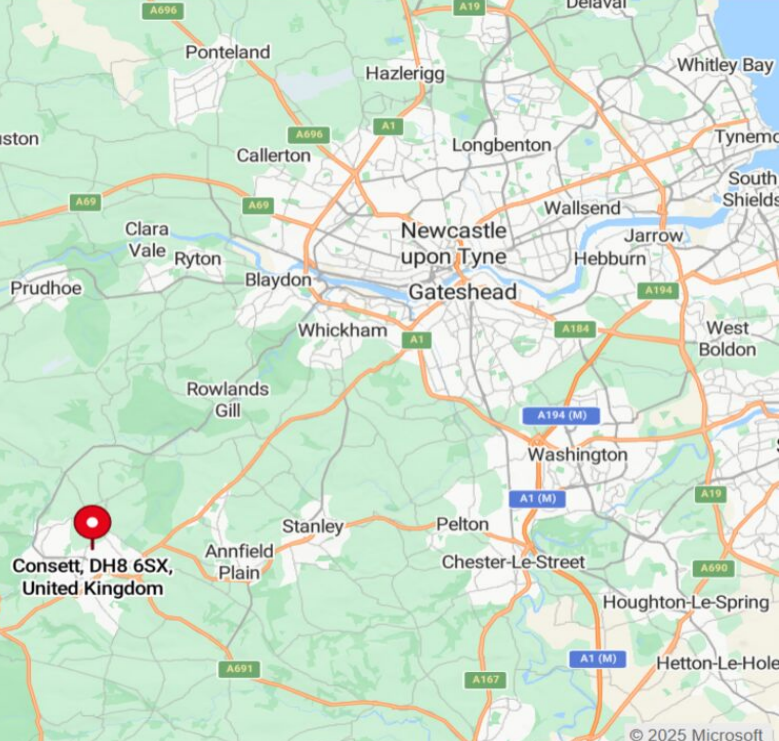 A696
A19
Delaval
Ponteland
Whitley Bay
Hazlerigg
A1
A696
Longbenton
Callerton
uston
Tynemo
South
Shields
A69
A69
Wallsend
Clara
Vale
Newcastle
upon Tyne
Jarrow
Ryton
Hebburn
Blaydon
Prudhoe
Gateshead
A194
Whickham
A1
A184
West
Boldon
Rowlands
Gill
A194 (M)
Washington
S
A1 (M)
A19
Stanley
Pelton
Annfield
Plain
Chester-Le-Street
Consett, DH8 6SX,
United Kingdom
A690
Houghton-Le-Spring
A691
A167
A1 (M)
Hetton-Le-Hole
© 2025 Microsoft